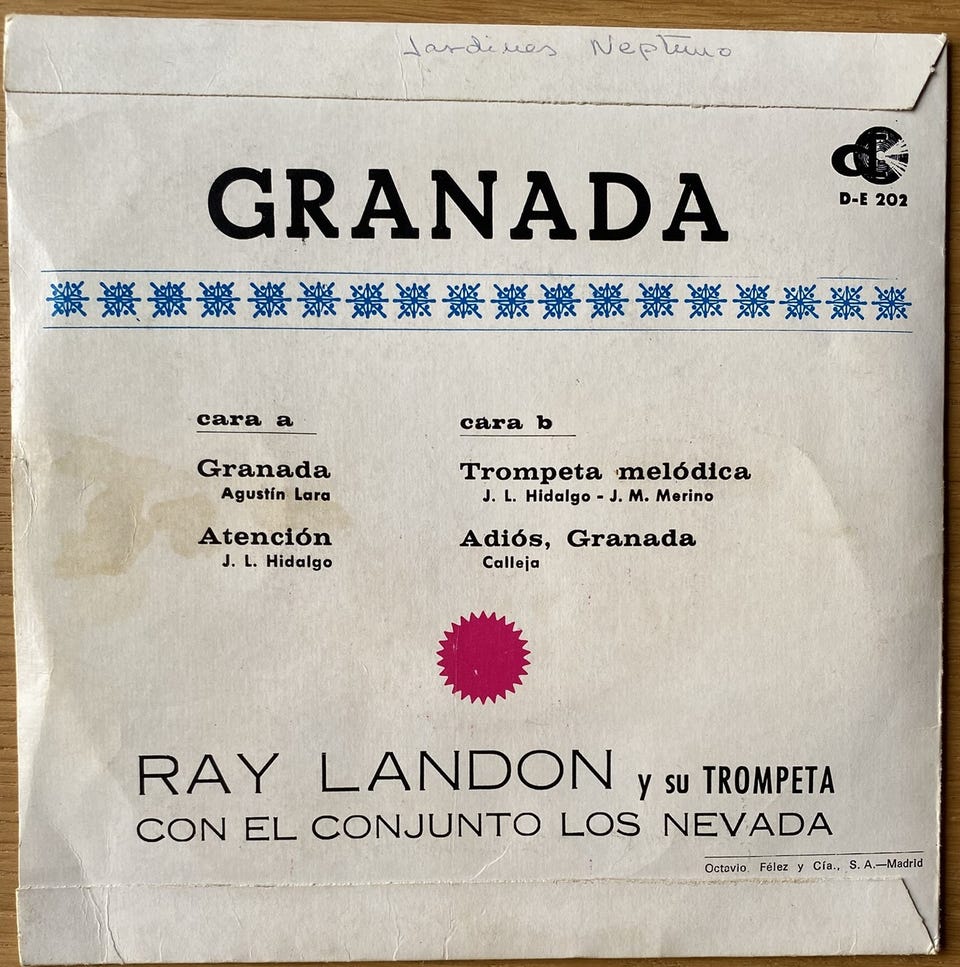 Jardines Neptuno
GRANADA
D-E 202
cara a
Granada
Agustín Lara
Atención
J. L. Hidalgo
cara b
Trompeta melódica
J. L. Hidalgo - J. M. Merino
Adiós, Granada
Calleja
RAY LANDON y su TROMPETA
CON EL CONJUNTO LOS NEVADA
Octavio Félez y Cía., S. A.—Madrid